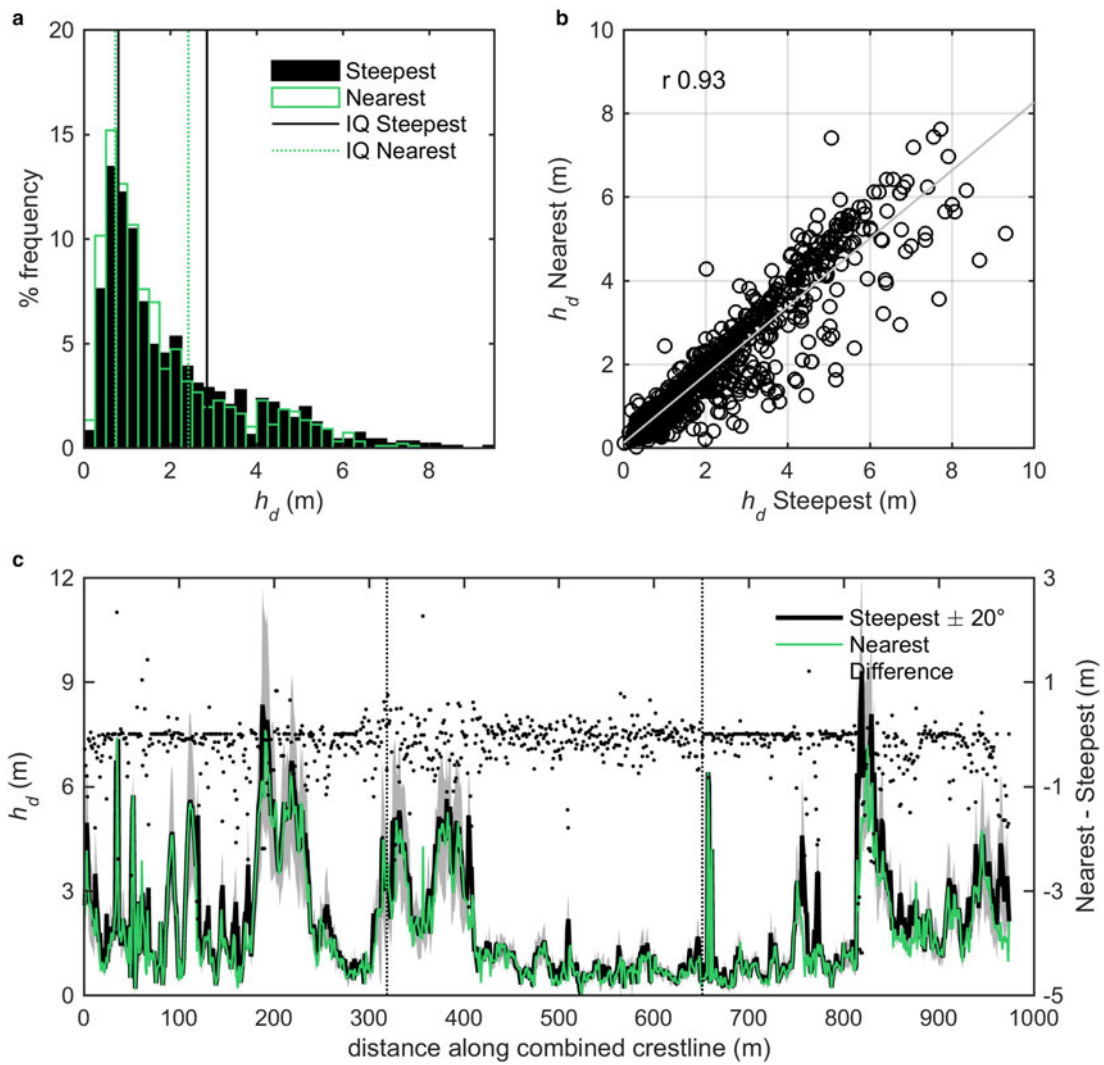 a
20
15
10
5
0
% frequency
Steepest
Nearest
IQ Steepest
IQ Nearest
0 2 4 6 8
h_d (m)
b
10
8
6
4
2
0
h_d Nearest (m)
r 0.93
0 2 4 6 8 10
h_d Steepest (m)
c
12
9
6
3
0
h_d (m)
Steepest ± 20°
Nearest
Difference
3
1
-1
-3
-5
Nearest - Steepest (m)
0 100 200 300 400 500 600 700 800 900 1000
distance along combined crestline (m)